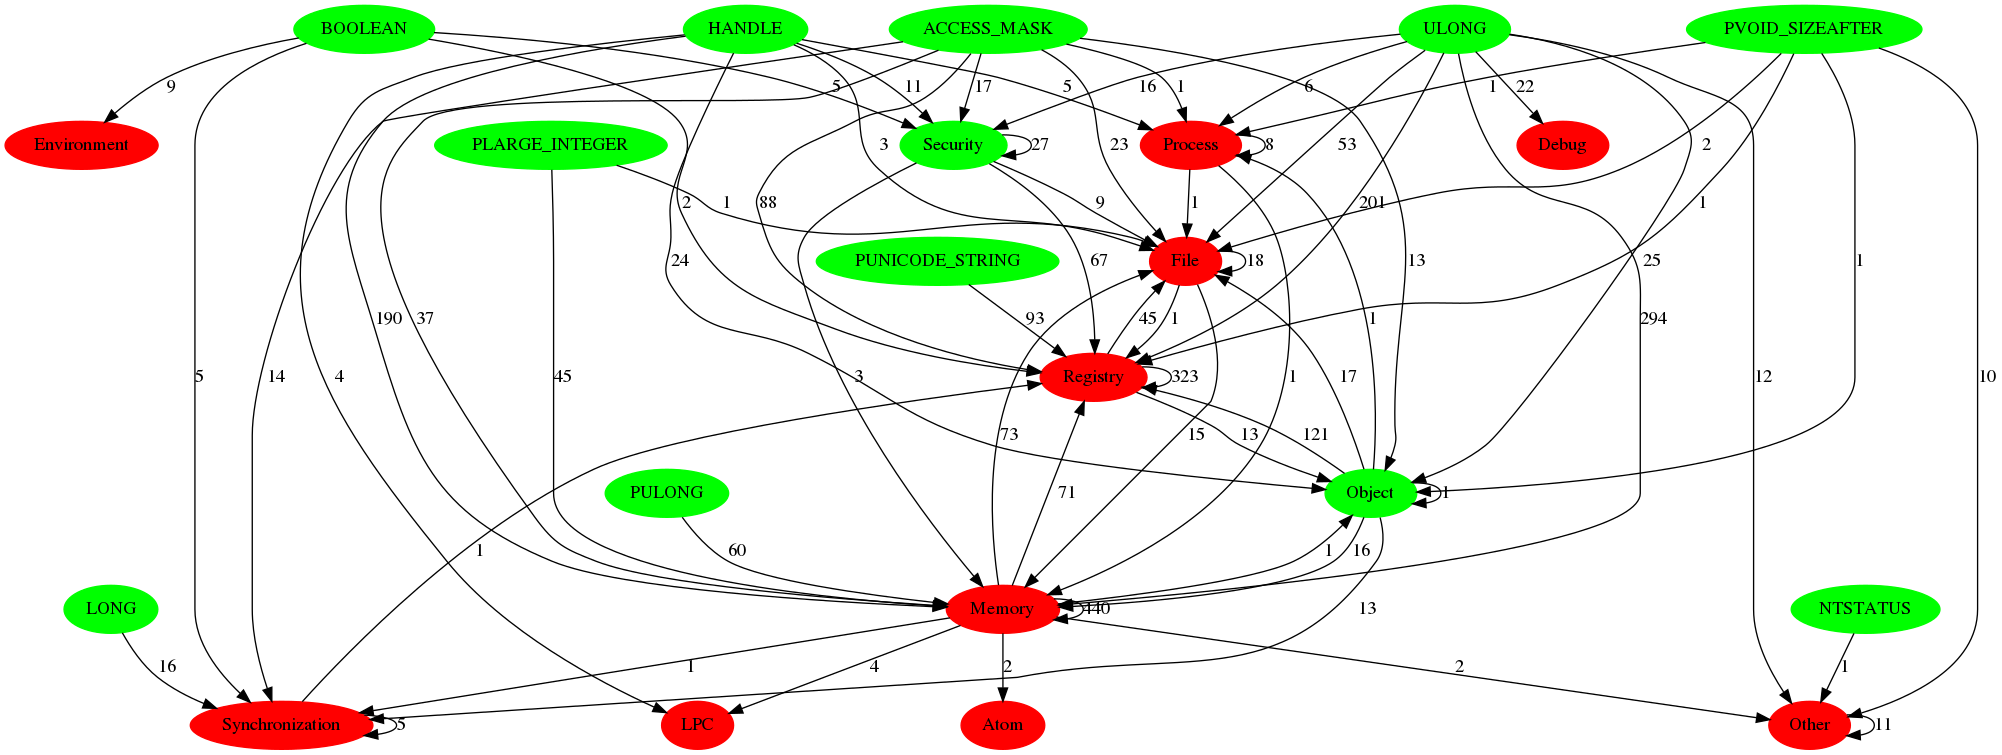 BOOLEAN HANDLE ACCESS_MASK ULONG PVOID_SIZEAFTER
9 5 11 17 5 1 16 6 1 22
Environment PLARGE_INTEGER Security 27 Process 8 Debug
3 23 53 2
2 1 88 9 1 201 1
24 PUNICODE_STRING 67 File 18 13 25 1
190 37 93 45 1 1 294
5 14 4 45 3 Registry 323 1 17 12 10
73 15 13 121
PULONG 71 Object 1
1 60 1 16
LONG Memory 440 13 NTSTATUS
16 1 4 2 2 1
Synchronization 5 LPC Atom Other 11